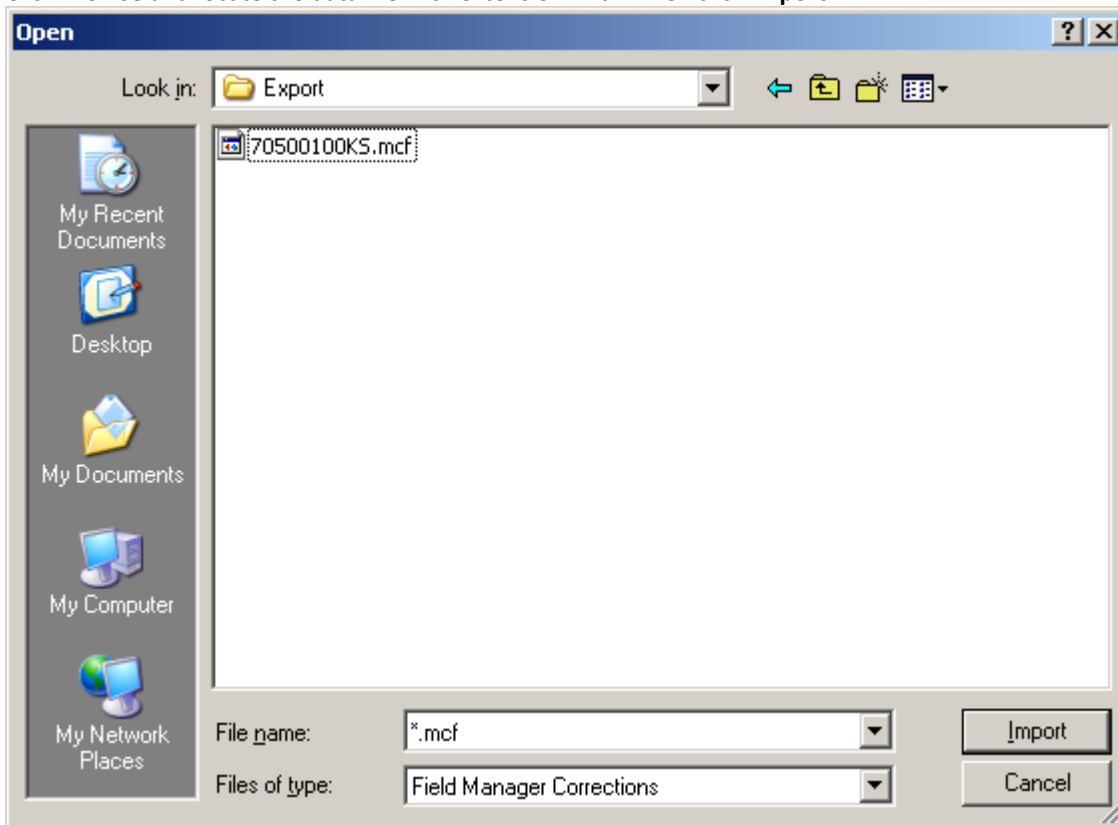 Open
Look in:
Export
70500100KS.mcf
My Recent
Documents
Desktop
My Documents
My Computer
My Network
Places
File name:
*.mcf
Import
Files of type:
Field Manager Corrections
Cancel